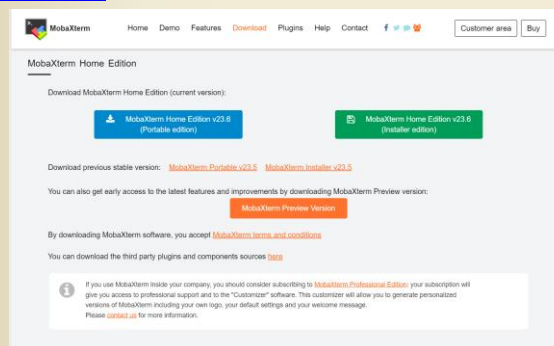 MobaXterm
Home Demo Features Download Plugins Help Contact
Customer area Buy
MobaXterm Home Edition
Download MobaXterm Home Edition (current version):
MobaXterm Home Edition v23.6
(Portable edition)
MobaXterm Home Edition v23.6
(Installer edition)
Download previous stable version: MobaXterm Portable v23.5 MobaXterm Installer v23.5
You can also get early access to the latest features and improvements by downloading MobaXterm Preview version:
MobaXterm Preview Version
By downloading MobaXterm software, you accept MobaXterm terms and conditions
You can download the third party plugins and components sources here
If you use MobaXterm inside your company, you should consider subscribing to MobaXterm Professional Edition: your subscription will
give you access to professional support and to the "Customizer" software. This customizer will allow you to generate personalized
versions of MobaXterm including your own logo, your default settings and your welcome message.
Please contact us for more information.